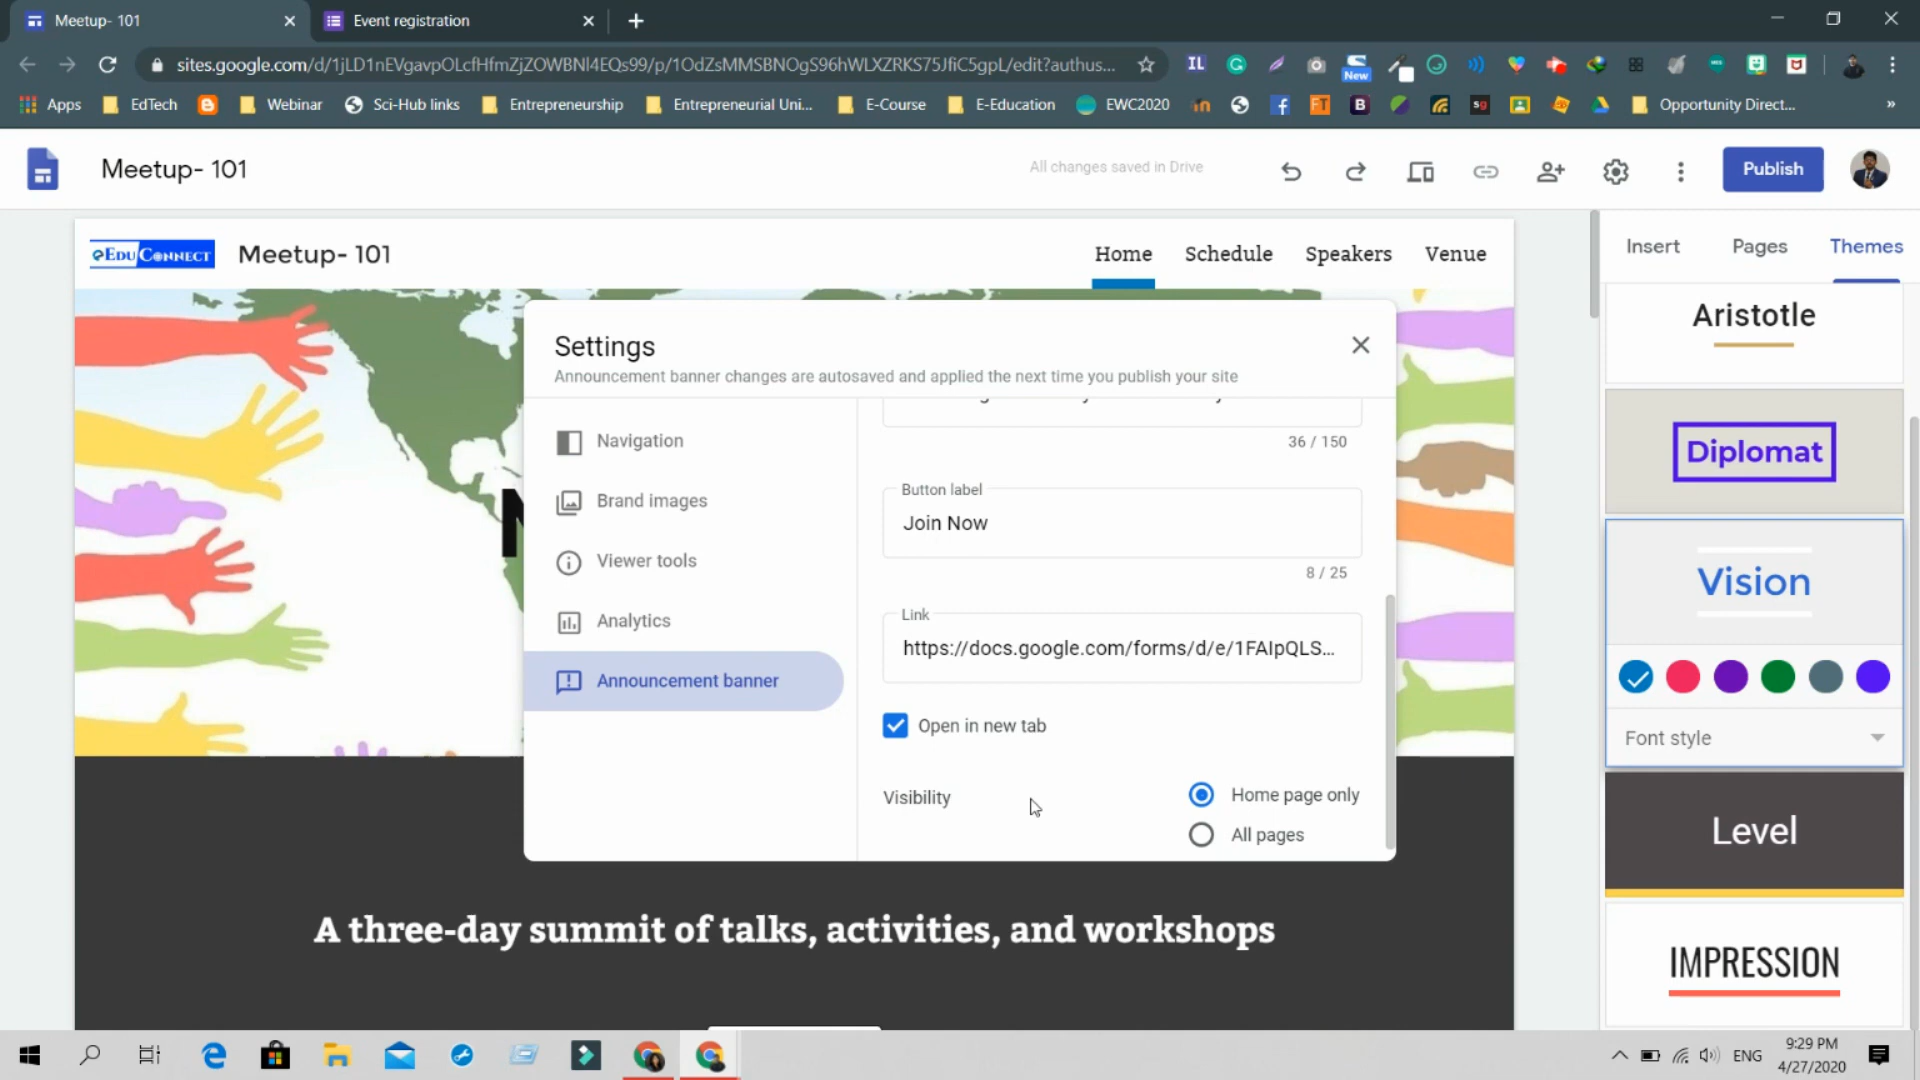 Meetup- 101
Event registration
sites.google.com/d/1jLD1nEVgavpOLcfHfmZjZOWBNl4EQs99/p/1OdZsMMSBNOgS96hWLXZRKS75JfiC5gpL/edit?authus...
IL
New
Apps
EdTech
Webinar
Sci-Hub links
Entrepreneurship
Entrepreneurial Uni...
E-Course
E-Education
EWC2020
FT
B
sg
Opportunity Direct...
Meetup- 101
All changes saved in Drive
Publish
eEduConnect
Meetup- 101
Home
Schedule
Speakers
Venue
Insert
Pages
Themes
Settings
Announcement banner changes are autosaved and applied the next time you publish your site
Navigation
Brand images
Viewer tools
Analytics
Announcement banner
36 / 150
Button label
Join Now
8 / 25
Link
https://docs.google.com/forms/d/e/1FAIpQLS...
Open in new tab
Visibility
Home page only
All pages
Aristotle
Diplomat
Vision
Font style
Level
IMPRESSION
A three-day summit of talks, activities, and workshops
ENG
9:29 PM
4/27/2020